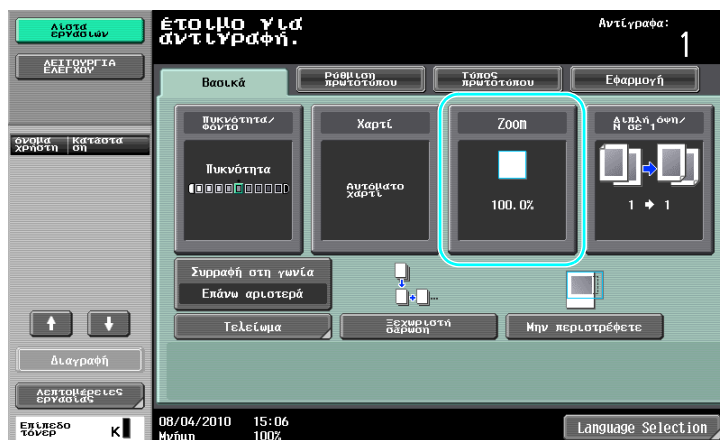 Λίστα
εργασιών
έτοιμο για
αντιγραφή.
Αντίγραφα:
1
ΛΕΙΤΟΥΡΓΙΑ
ΕΛΕΓΧΟΥ
Βασικά
Ρύθμιση
πρωτοτύπου
Τύπος
πρωτοτύπου
Εφαρμογή
Πυκνότητα/
Φόντο
Χαρτί
Zoom
Διπλή όψη/
Ν σε 1
όνομα
χρήστη
Κατάστα
ση
Πυκνότητα
Αυτόματο
χαρτί
100.0%
1 → 1
Συρραφή στη γωνία
Επάνω αριστερά
Τελείωμα
Ξεχωριστή
σάρωση
Μην περιστρέφετε
Διαγραφή
Λεπτομέρειες
εργασίας
Επίπεδο
τόνερ
K
08/04/2010 15:06
Μνήμη 100%
Language Selection